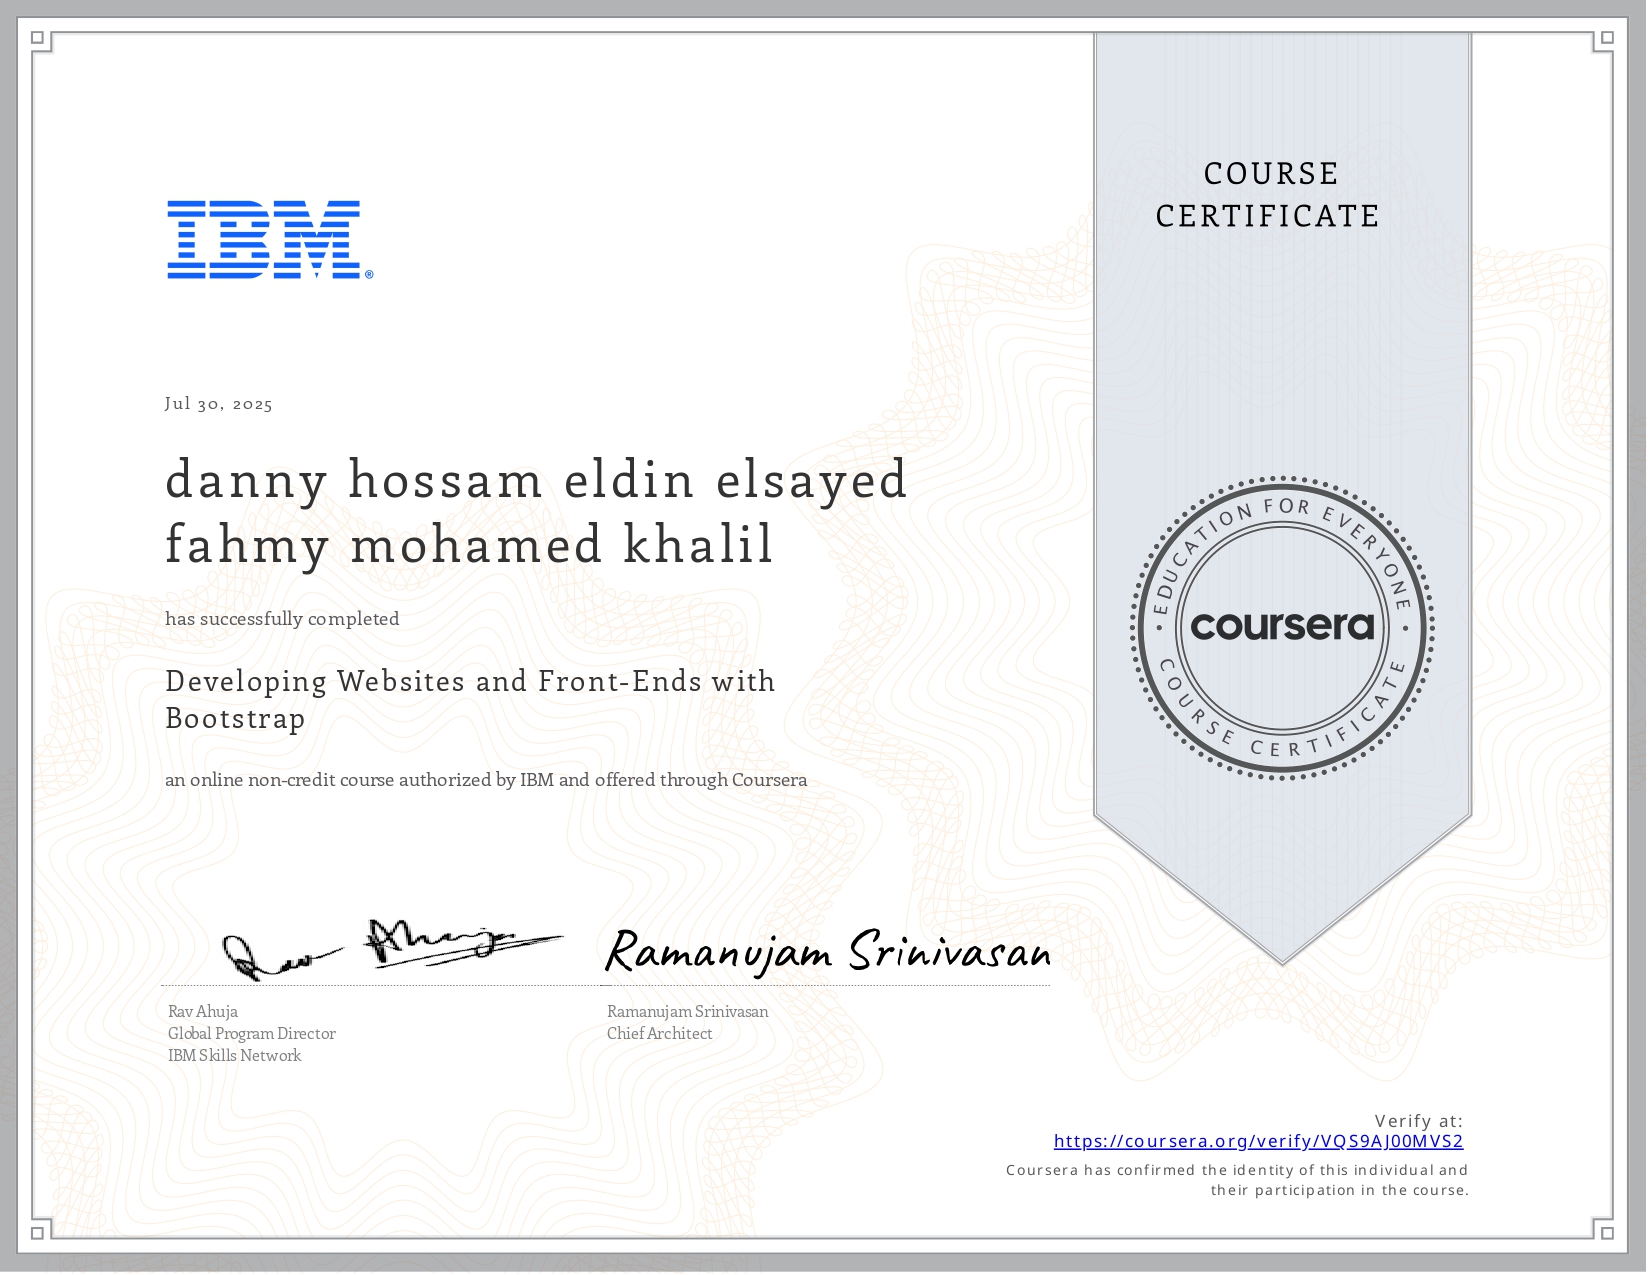 IBM®
COURSE
CERTIFICATE
Jul 30, 2025
danny hossam eldin elsayed
fahmy mohamed khalil
has successfully completed
Developing Websites and Front-Ends with
Bootstrap
an online non-credit course authorized by IBM and offered through Coursera
EDUCATION FOR EVERYONE
coursera
COURSE CERTIFICATE
Rav Ahuja
Ramanujam Srinivasan
Rav Ahuja
Global Program Director
IBM Skills Network
Ramanujam Srinivasan
Chief Architect
Verify at:
https://coursera.org/verify/VQS9AJ00MVS2
Coursera has confirmed the identity of this individual and
their participation in the course.